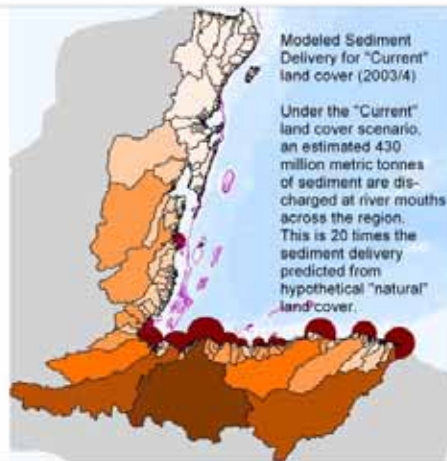 Modeled Sediment
Delivery for "Current"
land cover (2003/4)
Under the "Current"
land cover scenario,
an estimated 430
million metric tonnes
of sediment are dis-
charged at river mouths
across the region.
This is 20 times the
sediment delivery
predicted from
hypothetical "natural"
land cover.